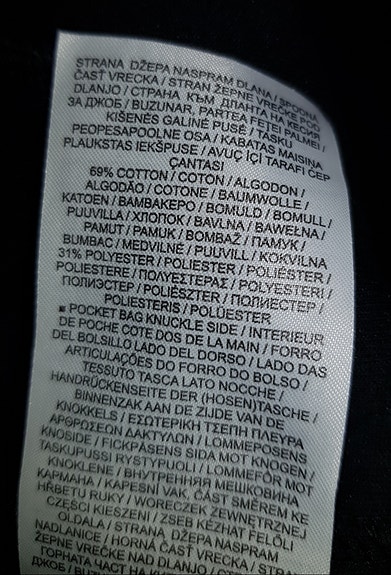 STRANA DŽEPA NASPRAM DLANA / SPODNÁ
ČASŤ VRECKA / STRAN ŽEPNE VREČKE POD
DLANJO / СТРАНА КЪМ ДЛАНТА НА КЕСИЯ
ЗА ДЖОБ / BUZUNAR, PARTEA FEŢEI PALMEI /
KIŠENĖS GALINĖ PUSĖ / TASKU
PEOPESAPOOLNE OSA / KABATAS MAISIŅA
PLAUKSTAS IEKŠPUSE / AVUÇ İÇİ TARAFI CEP
ÇANTASI
69% COTTON / COTON / ALGODON /
ALGODÃO / COTONE / BAUMWOLLE /
KATOEN / ΒΑΜΒΑΚΕΡΟ / BOMULD / BOMULL /
PUUVILLA / ХЛОПОК / BAVLNA / BAWEŁNA /
PAMUT / PAMUK / BOMBAŽ / ПАМУК /
BUMBAC / MEDVILNĖ / PUUVILL / KOKVILNA
31% POLYESTER / POLIESTER / POLIÉSTER /
POLIESTERE / ΠΟΛΥΕΣΤΕΡΑΣ / POLYESTERI /
ПОЛИЭСТЕР / POLIÉSZTER / ПОЛИЕСТЕР /
POLIESTERIS / POLÜESTER
■ POCKET BAG KNUCKLE SIDE / INTERIEUR
DE POCHE COTE DOS DE LA MAIN / FORRO
DEL BOLSILLO LADO DEL DORSO / LADO DAS
ARTICULAÇÕES DO FORRO DO BOLSO /
TESSUTO TASCA LATO NOCCHE /
HANDRÜCKENSEITE DER (HOSEN)TASCHE /
BINNENZAK AAN DE ZIJDE VAN DE
KNOKKELS / ΕΣΩΤΕΡΙΚΗ ΤΣΕΠΗ ΠΛΕΥΡΑ
ΑΡΘΡΩΣΕΩΝ ΔΑΚΤΥΛΩΝ / LOMMEPOSENS
KNOSIDE / FICKPÅSENS SIDA MOT KNOGEN /
TASKUPUSSI RYSTYPUOLI / LOMMEFÔR MOT
KNOKLENE / ВНУТРЕННЯЯ МЕШКОВИНА
КАРМАНА / KAPESNÍ VAK, ČÁST SMĚREM KE
HŘBETU RUKY / WORECZEK ZEWNĘTRZNEJ
CZĘŚCI KIESZENI / ZSEB KÉZHÁT FELŐLI
OLDALA / STRANA DŽEPA NASPRAM
NADLANICE / HORNÁ ČASŤ VRECKA / STRAN
ŽEPNE VREČKE NAD DLANJO / СТРАНА
ГОРНАТА ЧАСТ НА
ДЖОБ /